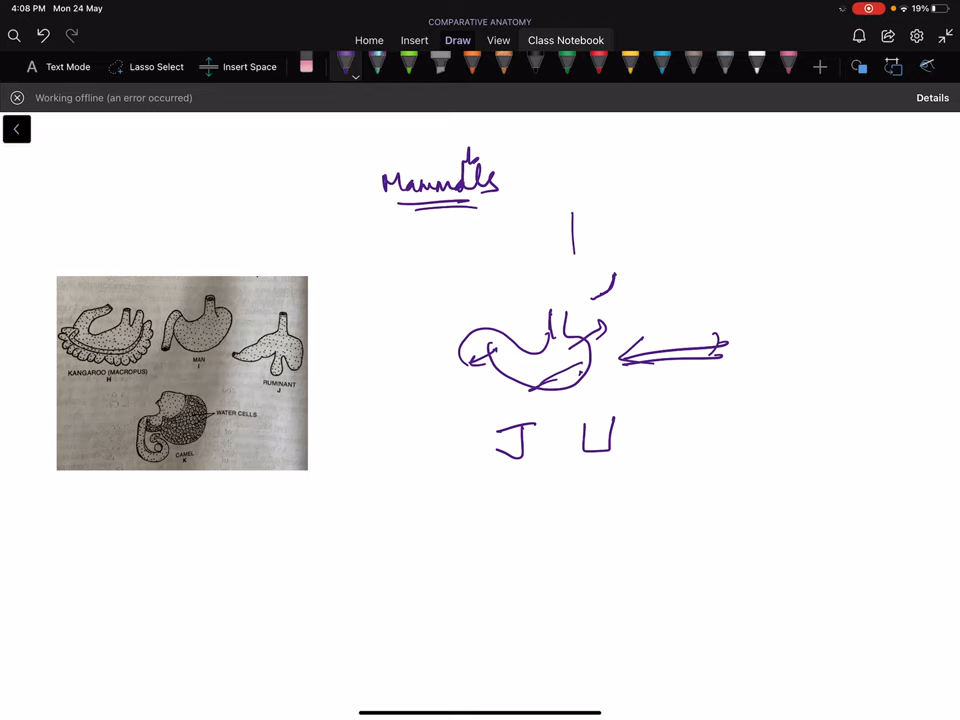 4:08 PM Mon 24 May
19%
COMPARATIVE ANATOMY
Home Insert Draw View Class Notebook
Text Mode Lasso Select Insert Space
Working offline (an error occurred) Details
Mammals
KANGAROO (MACROPUS)
H
MAN
I
RUMINANT
J
WATER CELLS
CAMEL
K
J U